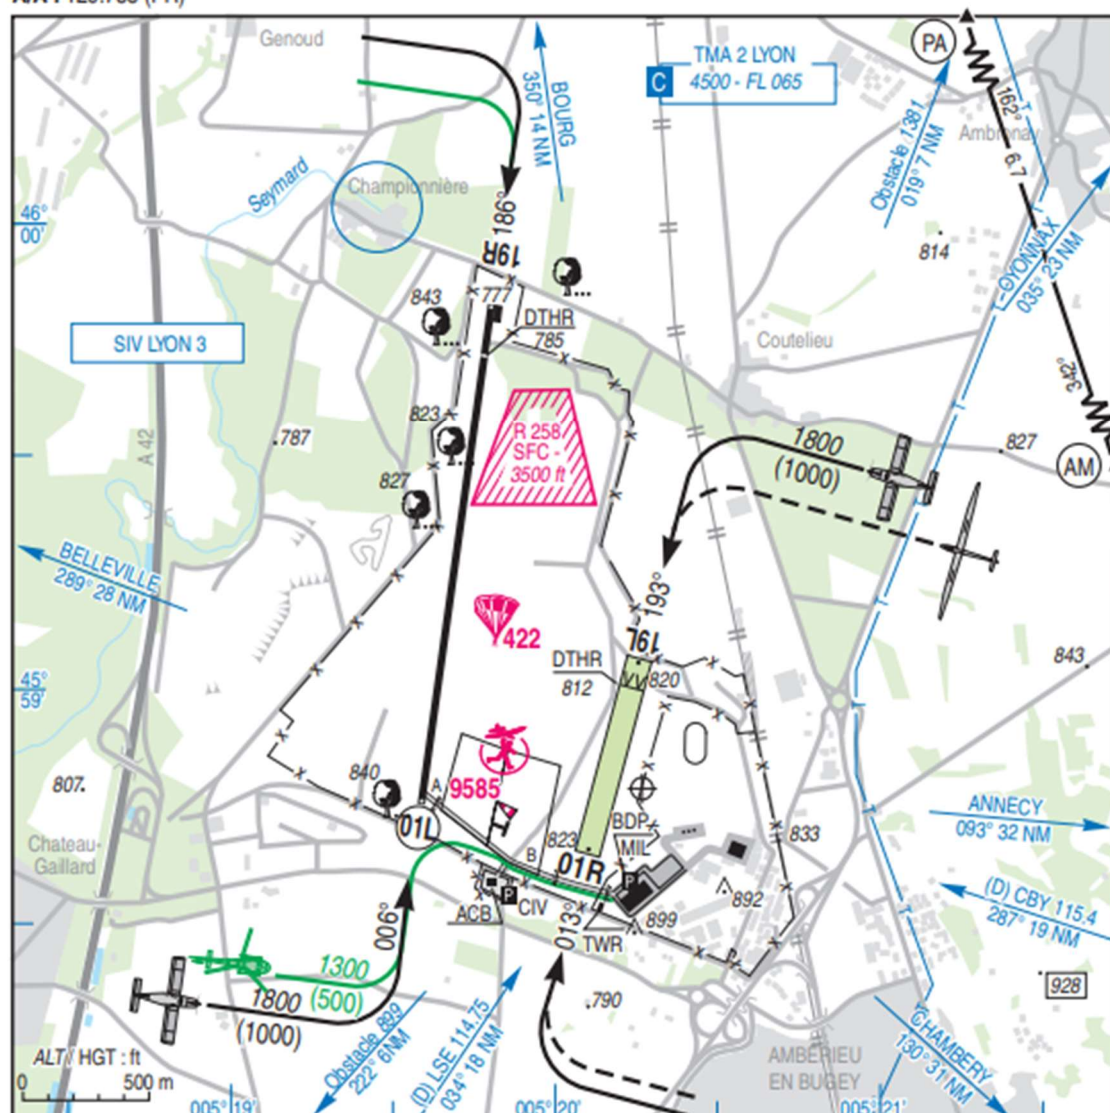 Genoud
BOURG
350° 14 NM
TMA 2 LYON
C
4500 - FL 065
PA
162°
6.7
Ambronay
Obstacle 1381
019° 7 NM
Seymard
Championnière
186°
19R
46°
00'
814
OYONNAX
035° 23 NM
777
843
DTHR
785
SIV LYON 3
Coutelieu
342°
A 42
823
.787
R 258
SFC -
3500 ft
1800
(1000)
827
AM
827
BELLEVILLE
289° 28 NM
193°
19L
422
DTHR
812
VV
820
843
45°
59'
840
A
9585
807
ANNECY
093° 32 NM
01L
BDP
MIL
823
833
Chateau-
Gaillard
B
01R
P
(D) CBY 115.4
287° 19 NM
892
P
CIV
ACB
899
TWR
006°
013°
1300
(500)
1800
(1000)
.790
928
Obstacle 899
222° 6NM
(D) LSE 114.75
034° 18 NM
CHAMBERY
130° 31 NM
AMBERIEU
EN BUGEY
ALT / HGT : ft
0
500 m
005° 19'
005° 20'
005° 21'